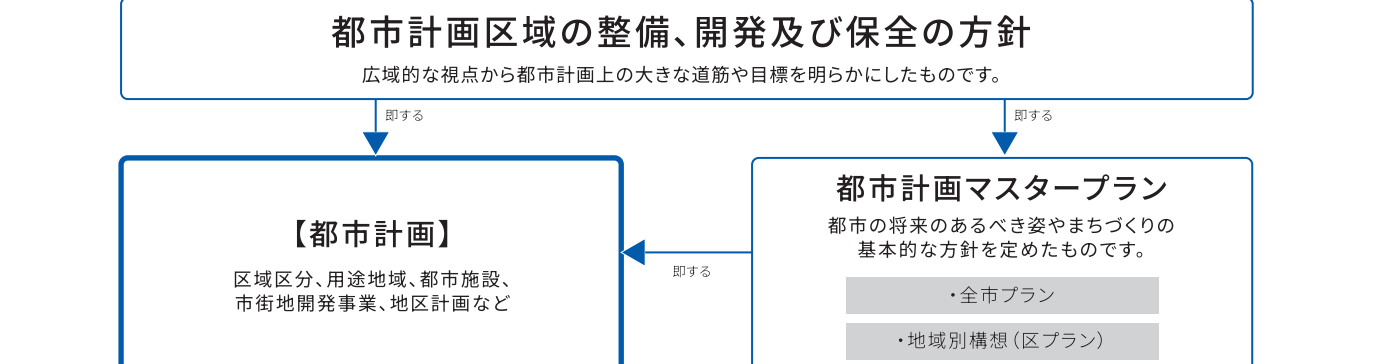 都市計画区域の整備、開発及び保全の方針
広域的な視点から都市計画上の大きな道筋や目標を明らかにしたものです。
即する
即する
【都市計画】
区域区分、用途地域、都市施設、
市街地開発事業、地区計画など
即する
都市計画マスタープラン
都市の将来のあるべき姿やまちづくりの
基本的な方針を定めたものです。
・全市プラン
・地域別構想（区プラン）